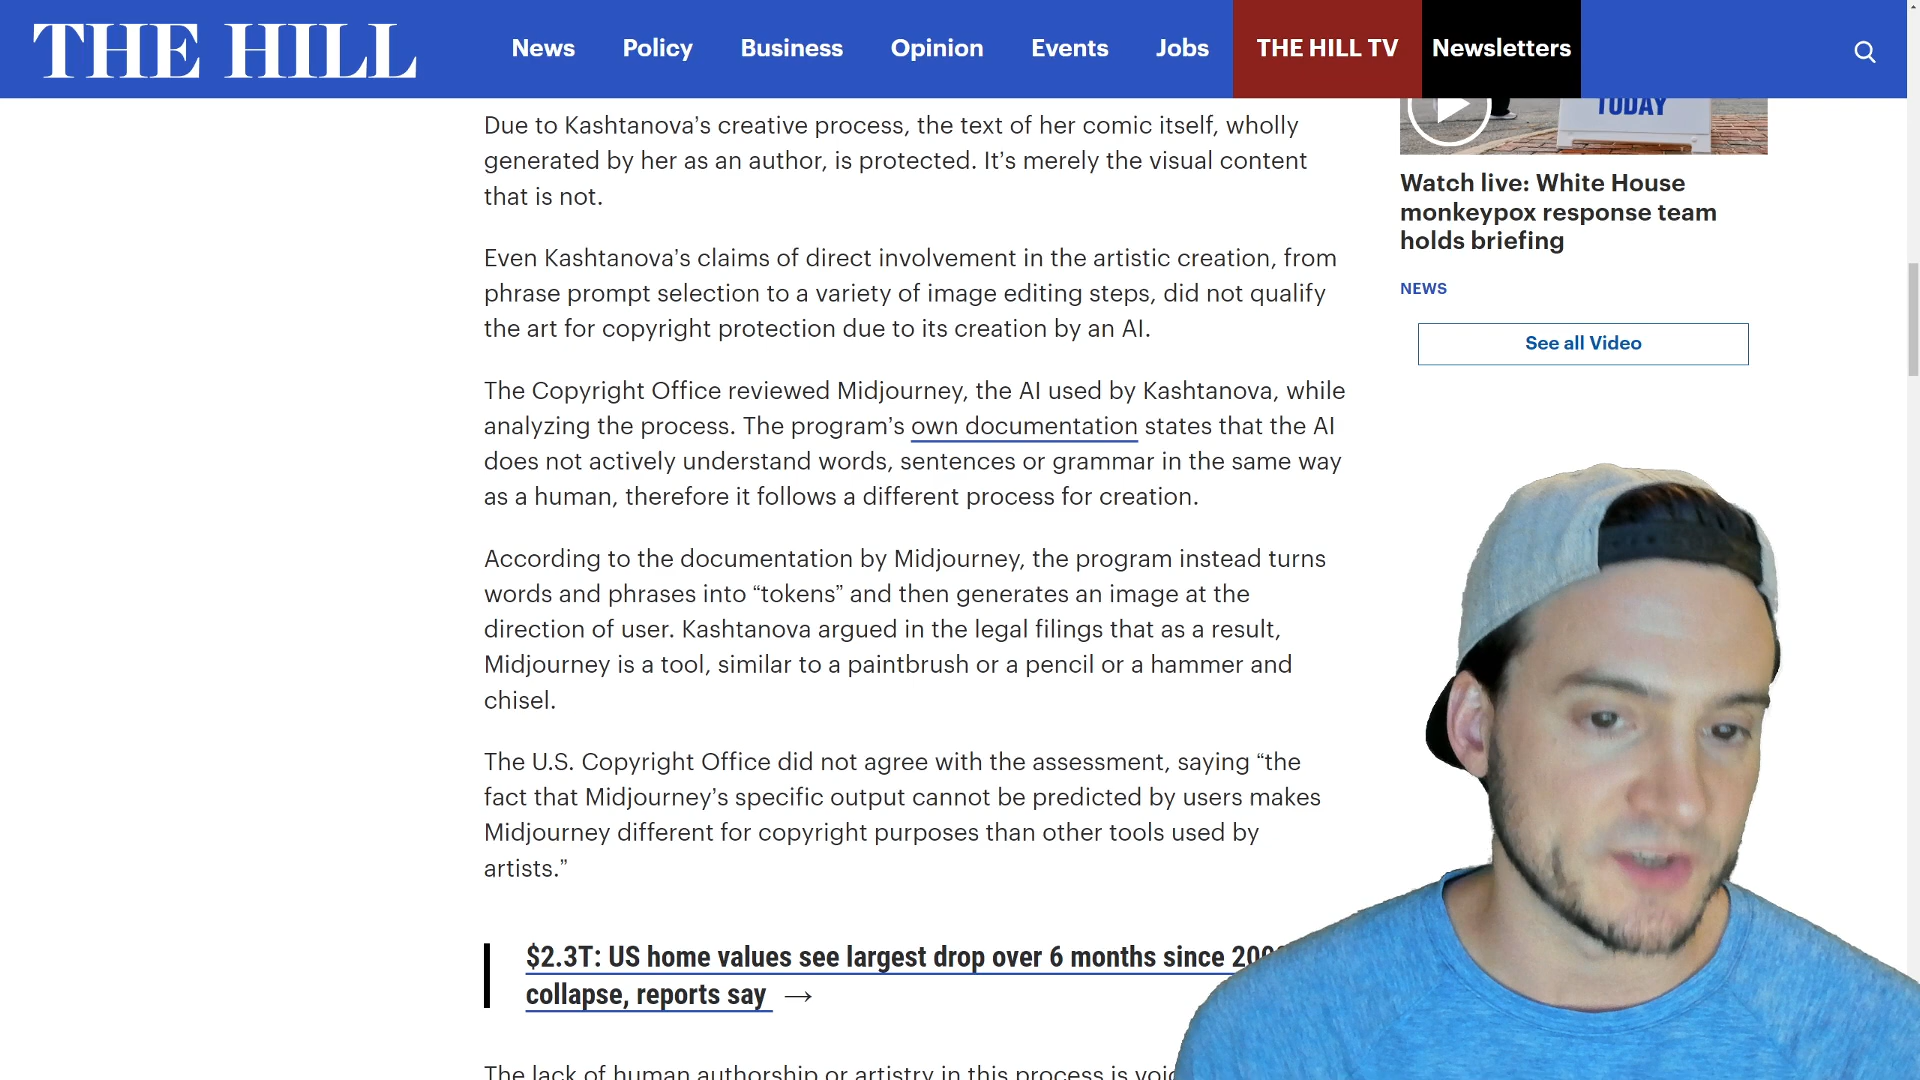 THE HILL
News Policy Business Opinion Events Jobs THE HILL TV Newsletters
Due to Kashtanova’s creative process, the text of her comic itself, wholly
generated by her as an author, is protected. It’s merely the visual content
that is not.
Even Kashtanova’s claims of direct involvement in the artistic creation, from
phrase prompt selection to a variety of image editing steps, did not qualify
the art for copyright protection due to its creation by an AI.
The Copyright Office reviewed Midjourney, the AI used by Kashtanova, while
analyzing the process. The program’s own documentation states that the AI
does not actively understand words, sentences or grammar in the same way
as a human, therefore it follows a different process for creation.
According to the documentation by Midjourney, the program instead turns
words and phrases into “tokens” and then generates an image at the
direction of user. Kashtanova argued in the legal filings that as a result,
Midjourney is a tool, similar to a paintbrush or a pencil or a hammer and
chisel.
The U.S. Copyright Office did not agree with the assessment, saying “the
fact that Midjourney’s specific output cannot be predicted by users makes
Midjourney different for copyright purposes than other tools used by
artists.”
$2.3T: US home values see largest drop over 6 months since
collapse, reports say →
The lack of human authorship or artistry in this process is
TODAY
Watch live: White House
monkeypox response team
holds briefing
NEWS
See all Video